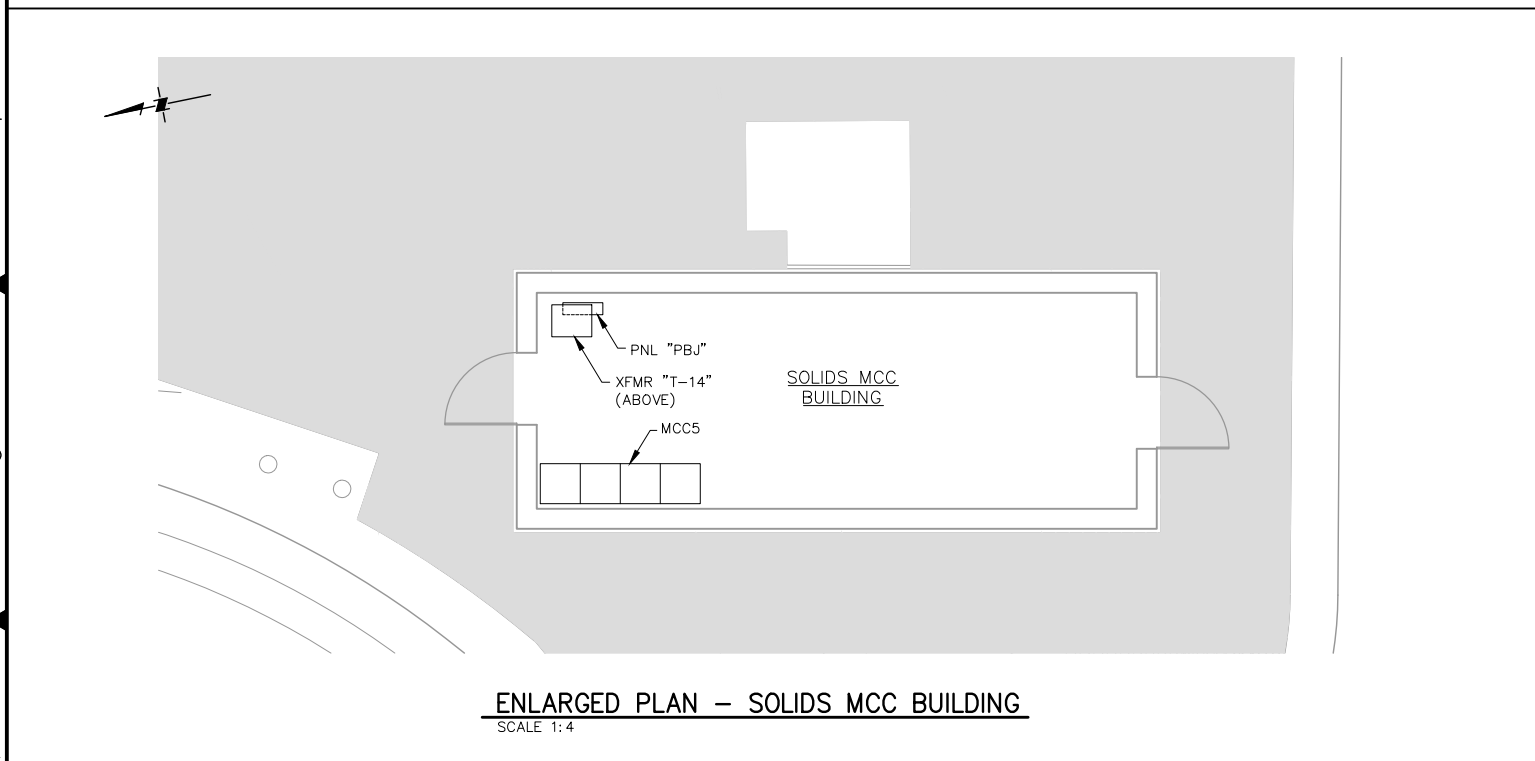 PNL "PBJ"
XFMR "T-14"
(ABOVE)
MCC5
SOLIDS MCC
BUILDING
ENLARGED PLAN - SOLIDS MCC BUILDING
SCALE 1:4